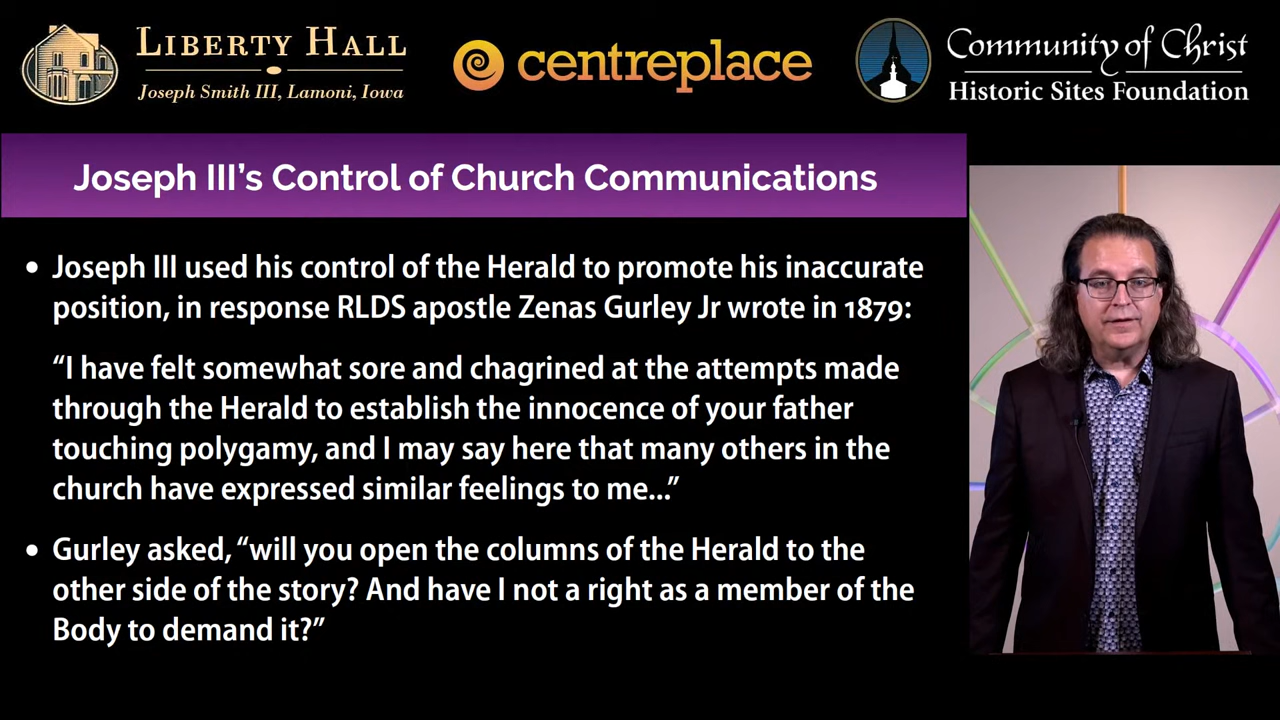 LIBERTY HALL
Joseph Smith III, Lamoni, Iowa
centreplace
Community of Christ
Historic Sites Foundation
Joseph III’s Control of Church Communications
• Joseph III used his control of the Herald to promote his inaccurate
position, in response RLDS apostle Zenas Gurley Jr wrote in 1879:
“I have felt somewhat sore and chagrined at the attempts made
through the Herald to establish the innocence of your father
touching polygamy, and I may say here that many others in the
church have expressed similar feelings to me...”
• Gurley asked, “will you open the columns of the Herald to the
other side of the story? And have I not a right as a member of the
Body to demand it?”